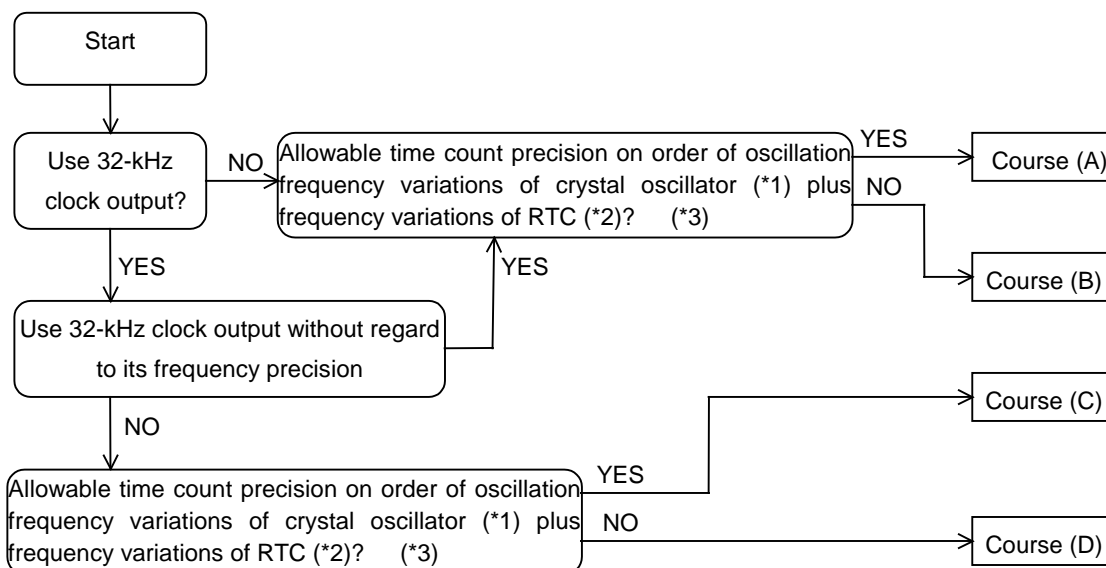 Start
Use 32-kHz
clock output?
NO
Allowable time count precision on order of oscillation
frequency variations of crystal oscillator (*1) plus
frequency variations of RTC (*2)? (*3)
YES
Course (A)
NO
Course (B)
YES
YES
Use 32-kHz clock output without regard
to its frequency precision
Course (C)
NO
Allowable time count precision on order of oscillation
frequency variations of crystal oscillator (*1) plus
frequency variations of RTC (*2)? (*3)
YES
NO
Course (D)